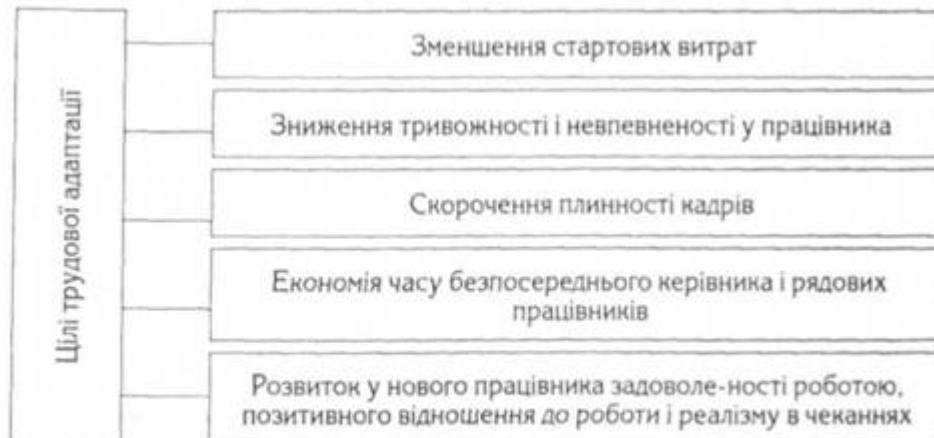 Цілі трудової адаптації
Зменшення стартових витрат
Зниження тривожності і невпевненості у працівника
Скорочення плинності кадрів
Економія часу безпосереднього керівника і рядових
працівників
Розвиток у нового працівника задоволе-ності роботою,
позитивного відношення до роботи і реалізму в чеканнях